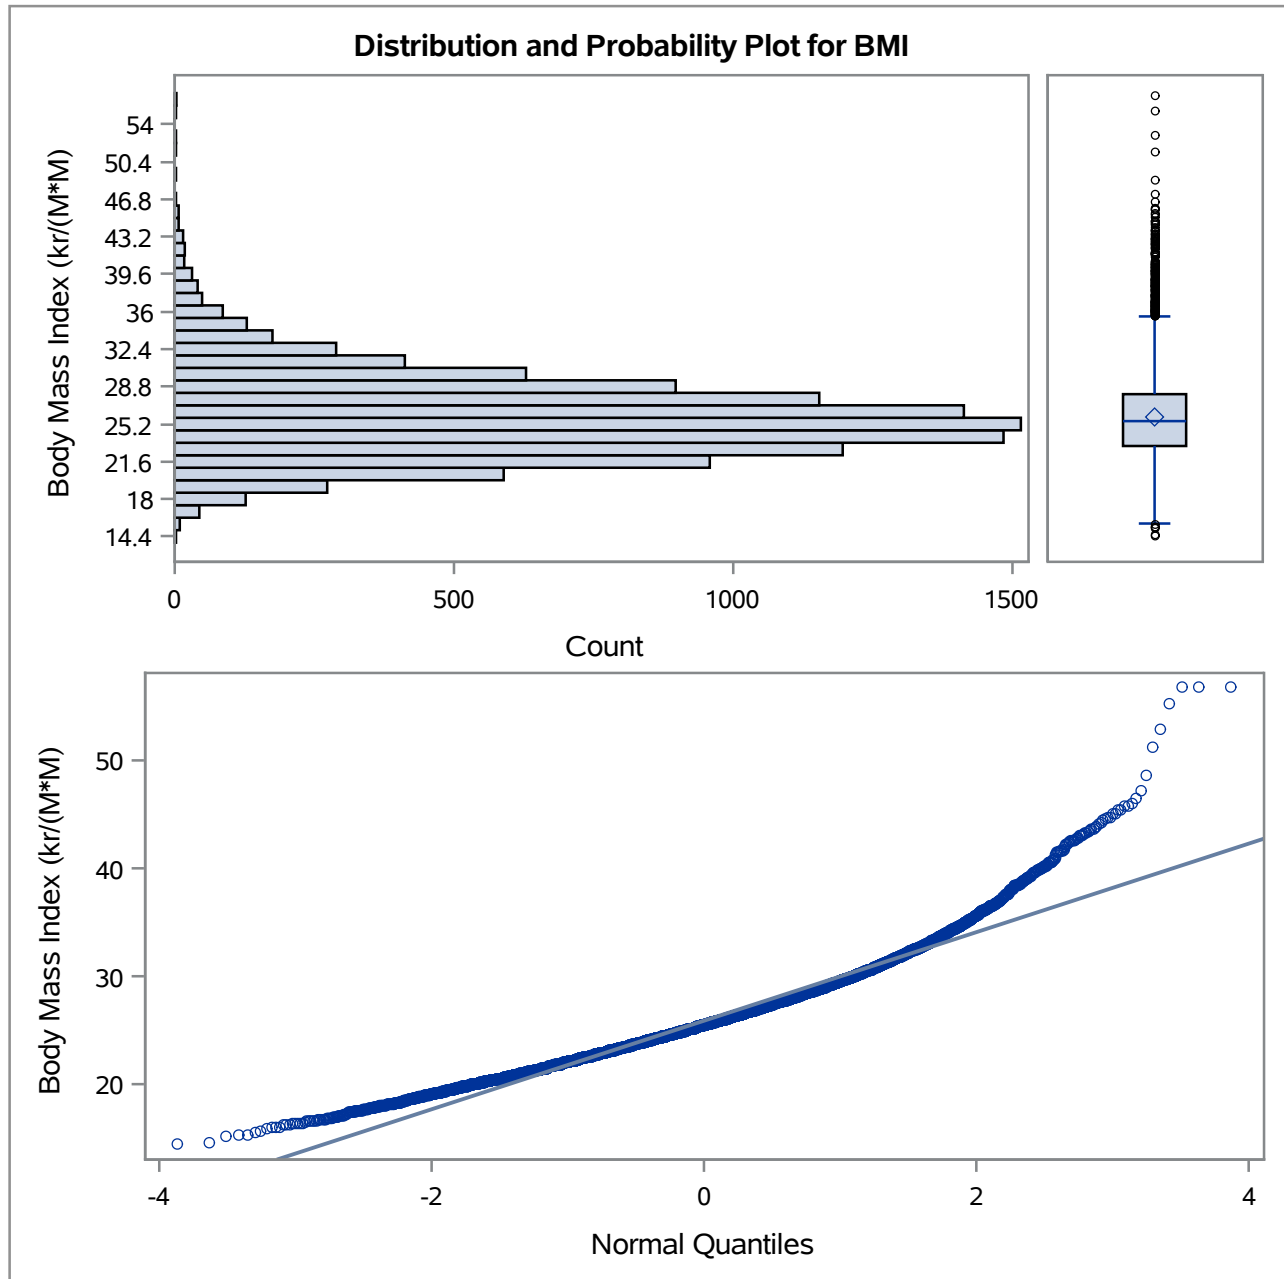 Distribution and Probability Plot for BMI
Body Mass Index (kr/(M*M)
54
50.4
46.8
43.2
39.6
36
32.4
28.8
25.2
21.6
18
14.4
0 500 1000 1500
Count
Body Mass Index (kr/(M*M)
50
40
30
20
-4 -2 0 2 4
Normal Quantiles